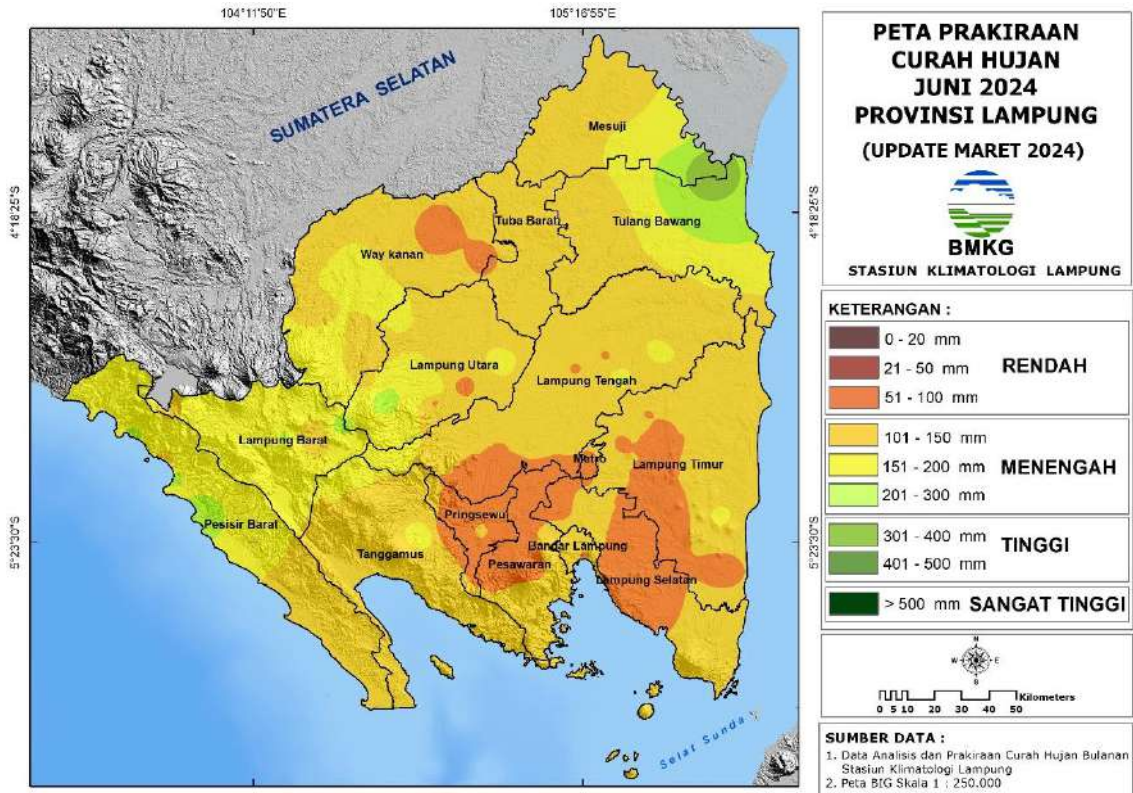 104°11'50"E
105°16'55"E
4°18'25"S
5°23'30"S
4°18'25"S
5°23'30"S
SUMATERA SELATAN
Mesuji
Tuba Barat
Tulang Bawang
Way kanan
Lampung Utara
Lampung Tengah
Lampung Barat
Metro
Lampung Timur
Pringsewu
Pesisir Barat
Tanggamus
Bandar Lampung
Pesawaran
Lampung Selatan
Selat Sunda
PETA PRAKIRAAN
CURAH HUJAN
JUNI 2024
PROVINSI LAMPUNG
(UPDATE MARET 2024)
BMKG
STASIUN KLIMATOLOGI LAMPUNG
KETERANGAN :
0 - 20 mm
21 - 50 mm
RENDAH
51 - 100 mm
101 - 150 mm
151 - 200 mm
MENENGAH
201 - 300 mm
301 - 400 mm
TINGGI
401 - 500 mm
> 500 mm SANGAT TINGGI
N
W E
S
Kilometers
0 5 10 20 30 40 50
SUMBER DATA :
1. Data Analisis dan Prakiraan Curah Hujan Bulanan
Stasiun Klimatologi Lampung
2. Peta BIG Skala 1 : 250.000